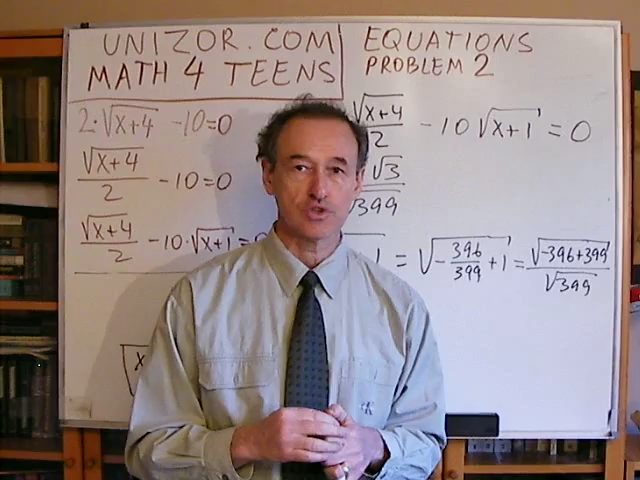 UNIZOR.COM
MATH 4 TEENS
EQUATIONS
PROBLEM 2
2·√x+4 -10=0
√x+4/2 -10=0
√x+4/2 -10·√x+1 =
√x+4/2 -10√x+1 =0
√3/√399
= √-396/399+1 = √-396+399/√399
x